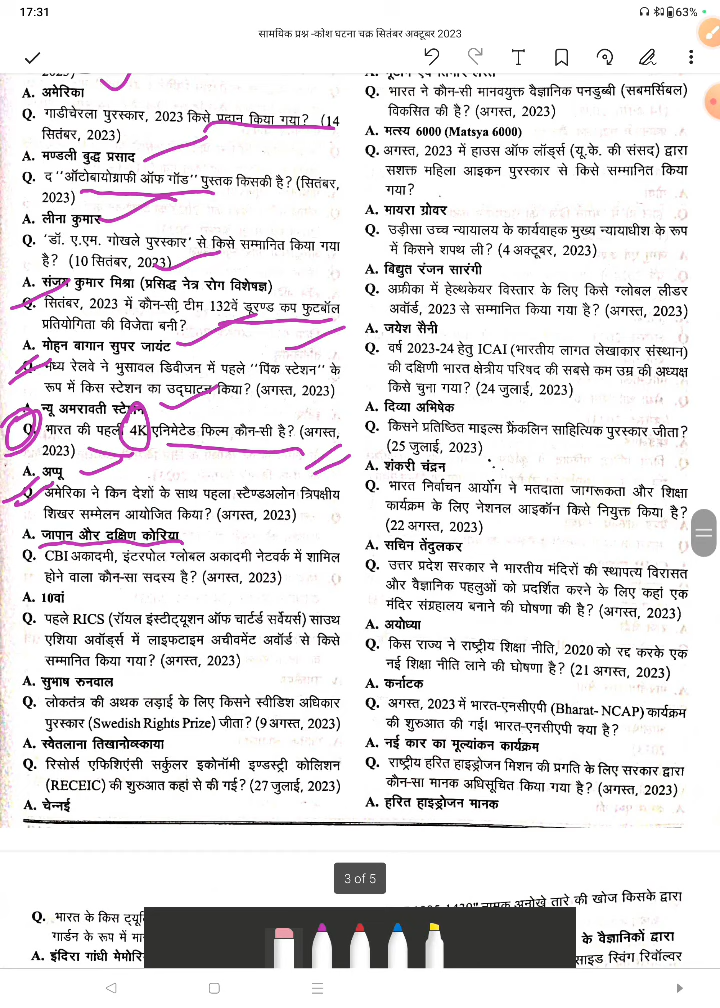 17:31
63%
सामयिक प्रश्न -कोश घटना चक्र सितंबर अक्टूबर 2023
2023)
A. अमेरिका
Q. गाडीचेरला पुरस्कार, 2023 किसे प्रदान किया गया? (14
सितंबर, 2023)
A. मण्डली बुद्ध प्रसाद
Q. द ''ऑटोबायोग्राफी ऑफ गॉड'' पुस्तक किसकी है? (सितंबर,
2023)
A. लीना कुमार
Q. 'डॉ. ए.एम. गोखले पुरस्कार' से किसे सम्मानित किया गया
है? (10 सितंबर, 2023)
A. संजय कुमार मिश्रा (प्रसिद्ध नेत्र रोग विशेषज्ञ)
Q. सितंबर, 2023 में कौन-सी टीम 132वें डूरण्ड कप फुटबॉल
प्रतियोगिता की विजेता बनी?
A. मोहन बागान सुपर जायंट
Q. मध्य रेलवे ने भुसावल डिवीजन में पहले ''पिंक स्टेशन'' के
रूप में किस स्टेशन का उद्घाटन किया? (अगस्त, 2023)
A. न्यू अमरावती स्टेशन
Q. भारत की पहली 4K एनिमेटेड फिल्म कौन-सी है? (अगस्त,
2023)
A. अप्पू
Q. अमेरिका ने किन देशों के साथ पहला स्टैण्डअलोन त्रिपक्षीय
शिखर सम्मेलन आयोजित किया? (अगस्त, 2023)
A. जापान और दक्षिण कोरिया
Q. CBI अकादमी, इंटरपोल ग्लोबल अकादमी नेटवर्क में शामिल
होने वाला कौन-सा सदस्य है? (अगस्त, 2023)
A. 10वां
Q. पहले RICS (रॉयल इंस्टीट्यूशन ऑफ चार्टर्ड सर्वेयर्स) साउथ
एशिया अवॉर्ड्स में लाइफटाइम अचीवमेंट अवॉर्ड से किसे
सम्मानित किया गया? (अगस्त, 2023)
A. सुभाष रुनवाल
Q. लोकतंत्र की अथक लड़ाई के लिए किसने स्वीडिश अधिकार
पुरस्कार (Swedish Rights Prize) जीता? (9 अगस्त, 2023)
A. स्वेतलाना तिखानोव्स्काया
Q. रिसोर्स एफिशिएंसी सर्कुलर इकोनॉमी इण्डस्ट्री कोलिशन
(RECEIC) की शुरुआत कहां से की गई? (27 जुलाई, 2023)
A. चेन्नई
Q. भारत ने कौन-सी मानवयुक्त वैज्ञानिक पनडुब्बी (सबमर्सिबल)
विकसित की है? (अगस्त, 2023)
A. मत्स्य 6000 (Matsya 6000)
Q. अगस्त, 2023 में हाउस ऑफ लॉर्ड्स (यू.के. की संसद) द्वारा
सशक्त महिला आइकन पुरस्कार से किसे सम्मानित किया
गया?
A. मायरा ग्रोवर
Q. उड़ीसा उच्च न्यायालय के कार्यवाहक मुख्य न्यायाधीश के रूप
में किसने शपथ ली? (4 अक्टूबर, 2023)
A. बिद्युत रंजन सारंगी
Q. अफ्रीका में हेल्थकेयर विस्तार के लिए किसे ग्लोबल लीडर
अवॉर्ड, 2023 से सम्मानित किया गया है? (अगस्त, 2023)
A. जयेश सैनी
Q. वर्ष 2023-24 हेतु ICAI (भारतीय लागत लेखाकार संस्थान)
की दक्षिणी भारत क्षेत्रीय परिषद की सबसे कम उम्र की अध्यक्ष
किसे चुना गया? (24 जुलाई, 2023)
A. दिव्या अभिषेक
Q. किसने प्रतिष्ठित माइल्स फ्रैंकलिन साहित्यिक पुरस्कार जीता?
(25 जुलाई, 2023)
A. शंकरी चंद्रन
Q. भारत निर्वाचन आयोग ने मतदाता जागरूकता और शिक्षा
कार्यक्रम के लिए नेशनल आइकॉन किसे नियुक्त किया है?
(22 अगस्त, 2023)
A. सचिन तेंदुलकर
Q. उत्तर प्रदेश सरकार ने भारतीय मंदिरों की स्थापत्य विरासत
और वैज्ञानिक पहलुओं को प्रदर्शित करने के लिए कहां एक
मंदिर संग्रहालय बनाने की घोषणा की है? (अगस्त, 2023)
A. अयोध्या
Q. किस राज्य ने राष्ट्रीय शिक्षा नीति, 2020 को रद्द करके एक
नई शिक्षा नीति लाने की घोषणा है? (21 अगस्त, 2023)
A. कर्नाटक
Q. अगस्त, 2023 में भारत-एनसीएपी (Bharat- NCAP) कार्यक्रम
की शुरुआत की गई। भारत-एनसीएपी क्या है?
A. नई कार का मूल्यांकन कार्यक्रम
Q. राष्ट्रीय हरित हाइड्रोजन मिशन की प्रगति के लिए सरकार द्वारा
कौन-सा मानक अधिसूचित किया गया है? (अगस्त, 2023)
A. हरित हाइड्रोजन मानक
3 of 5
Q. भारत के किस
गार्डन के रूप में
A. इंदिरा गांधी
नामक अनोखे तारे की खोज किसके द्वारा
के वैज्ञानिकों द्वारा
साइड स्विंग रिवॉल्वर